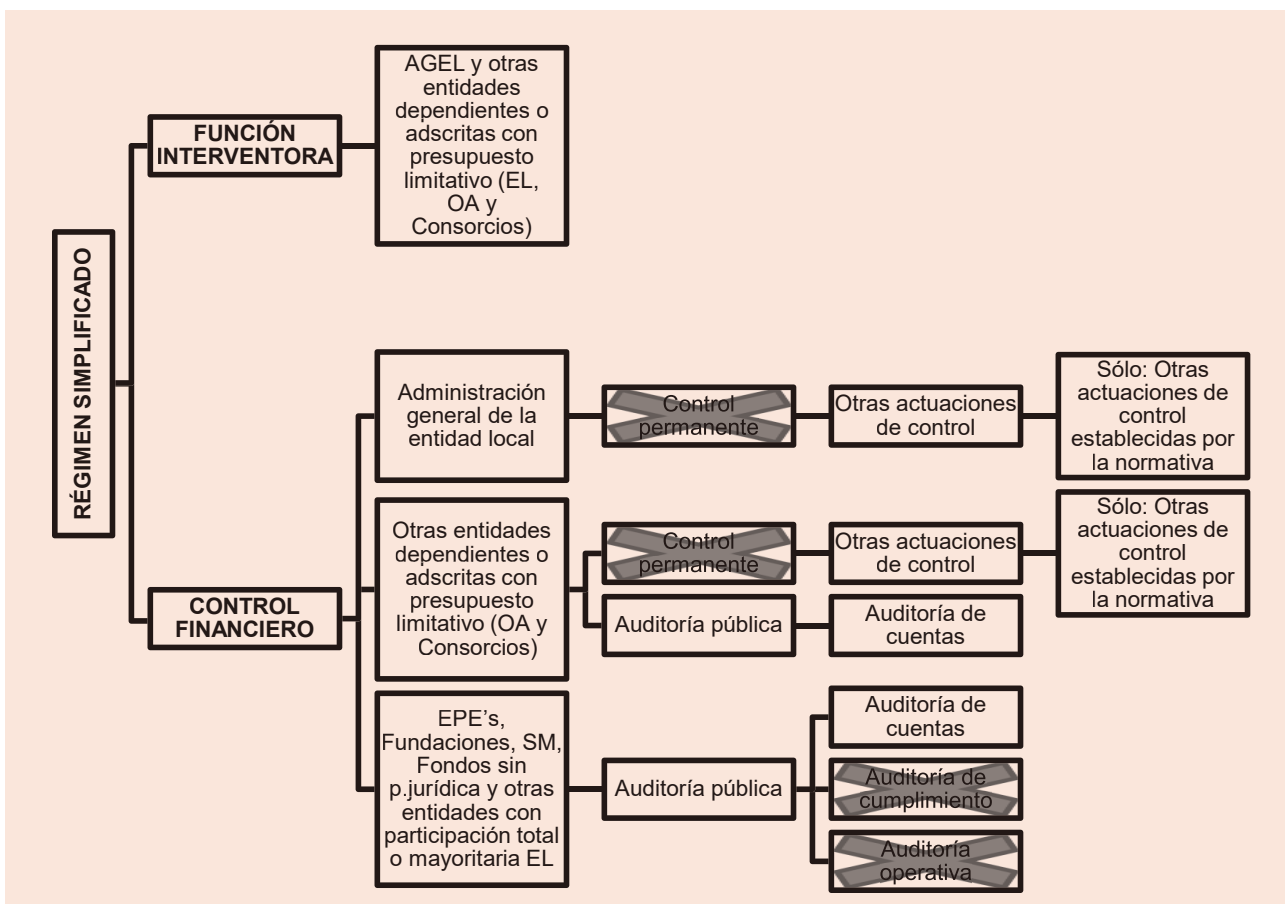 RÉGIMEN SIMPLIFICADO
FUNCIÓN
INTERVENTORA
AGEL y otras
entidades
dependientes o
adscritas con
presupuesto
limitativo (EL,
OA y
Consorcios)
CONTROL
FINANCIERO
Administración
general de la
entidad local
Control
permanente
Otras actuaciones
de control
Sólo: Otras
actuaciones de
control
establecidas por
la normativa
Otras entidades
dependientes o
adscritas con
presupuesto
limitativo (OA y
Consorcios)
Control
permanente
Otras actuaciones
de control
Sólo: Otras
actuaciones de
control
establecidas por
la normativa
Auditoría pública
Auditoría de
cuentas
EPE’s,
Fundaciones, SM,
Fondos sin
p.jurídica y otras
entidades con
participación total
o mayoritaria EL
Auditoría pública
Auditoría de
cuentas
Auditoría de
cumplimiento
Auditoría
operativa